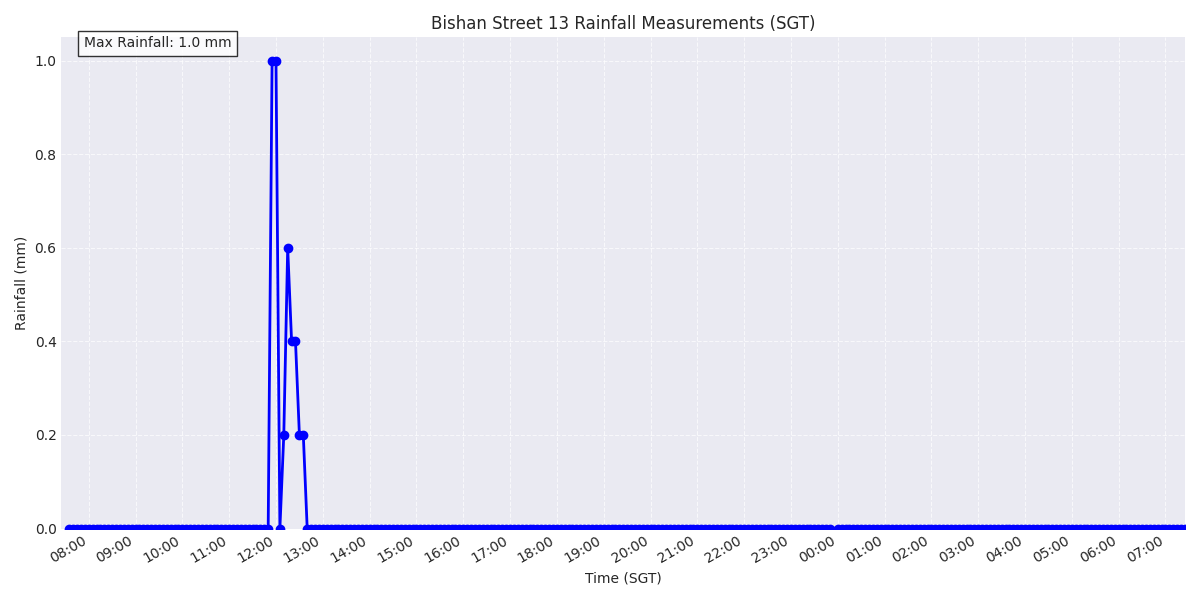 Bishan Street 13 Rainfall Measurements (SGT)
Max Rainfall: 1.0 mm
Rainfall (mm)
1.0
0.8
0.6
0.4
0.2
0.0
08:00 09:00 10:00 11:00 12:00 13:00 14:00 15:00 16:00 17:00 18:00 19:00 20:00 21:00 22:00 23:00 00:00 01:00 02:00 03:00 04:00 05:00 06:00 07:00
Time (SGT)